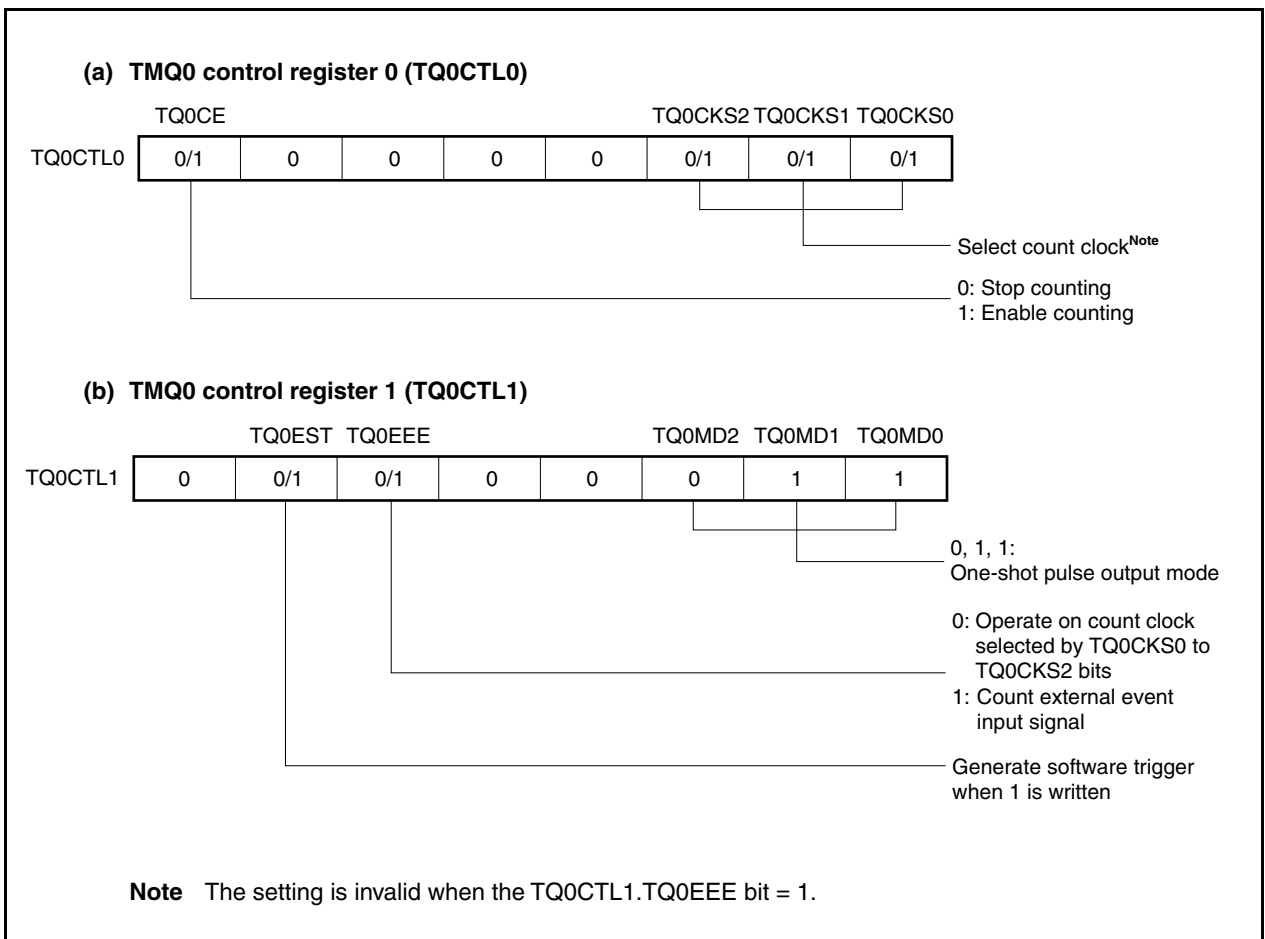 (a) TMQ0 control register 0 (TQ0CTL0)
TQ0CE TQ0CKS2 TQ0CKS1 TQ0CKS0
TQ0CTL0 0/1 0 0 0 0 0/1 0/1 0/1
Select count clockNote
0: Stop counting
1: Enable counting
(b) TMQ0 control register 1 (TQ0CTL1)
TQ0EST TQ0EEE TQ0MD2 TQ0MD1 TQ0MD0
TQ0CTL1 0 0/1 0/1 0 0 0 1 1
0, 1, 1:
One-shot pulse output mode
0: Operate on count clock
selected by TQ0CKS0 to
TQ0CKS2 bits
1: Count external event
input signal
Generate software trigger
when 1 is written
Note The setting is invalid when the TQ0CTL1.TQ0EEE bit = 1.